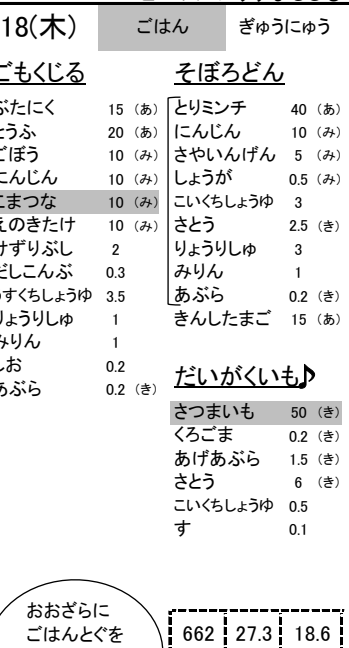 18(木) ごはん ぎゅうにゅう
ごもくじる
ぶたにく 15 (あ)
とうふ 20 (あ)
ごぼう 10 (み)
にんじん 10 (み)
こまつな 10 (み)
えのきたけ 10 (み)
けずりぶし 2
だしこんぶ 0.3
うすくちしょうゆ 3.5
りょうりしゅ 1
みりん 1
しお 0.2
あぶら 0.2 (き)
そぼろどん
とりミンチ 40 (あ)
にんじん 10 (み)
さやいんげん 5 (み)
しょうが 0.5 (み)
こいくちしょうゆ 3
さとう 2.5 (き)
りょうりしゅ 3
みりん 1
あぶら 0.2 (き)
きんしたまご 15 (あ)
だいがくいも♪
さつまいも 50 (き)
くろごま 0.2 (き)
あげあぶら 1.5 (き)
さとう 6 (き)
こいくちしょうゆ 0.5
す 0.1
おおざらに
ごはんとぐを
662 27.3 18.6